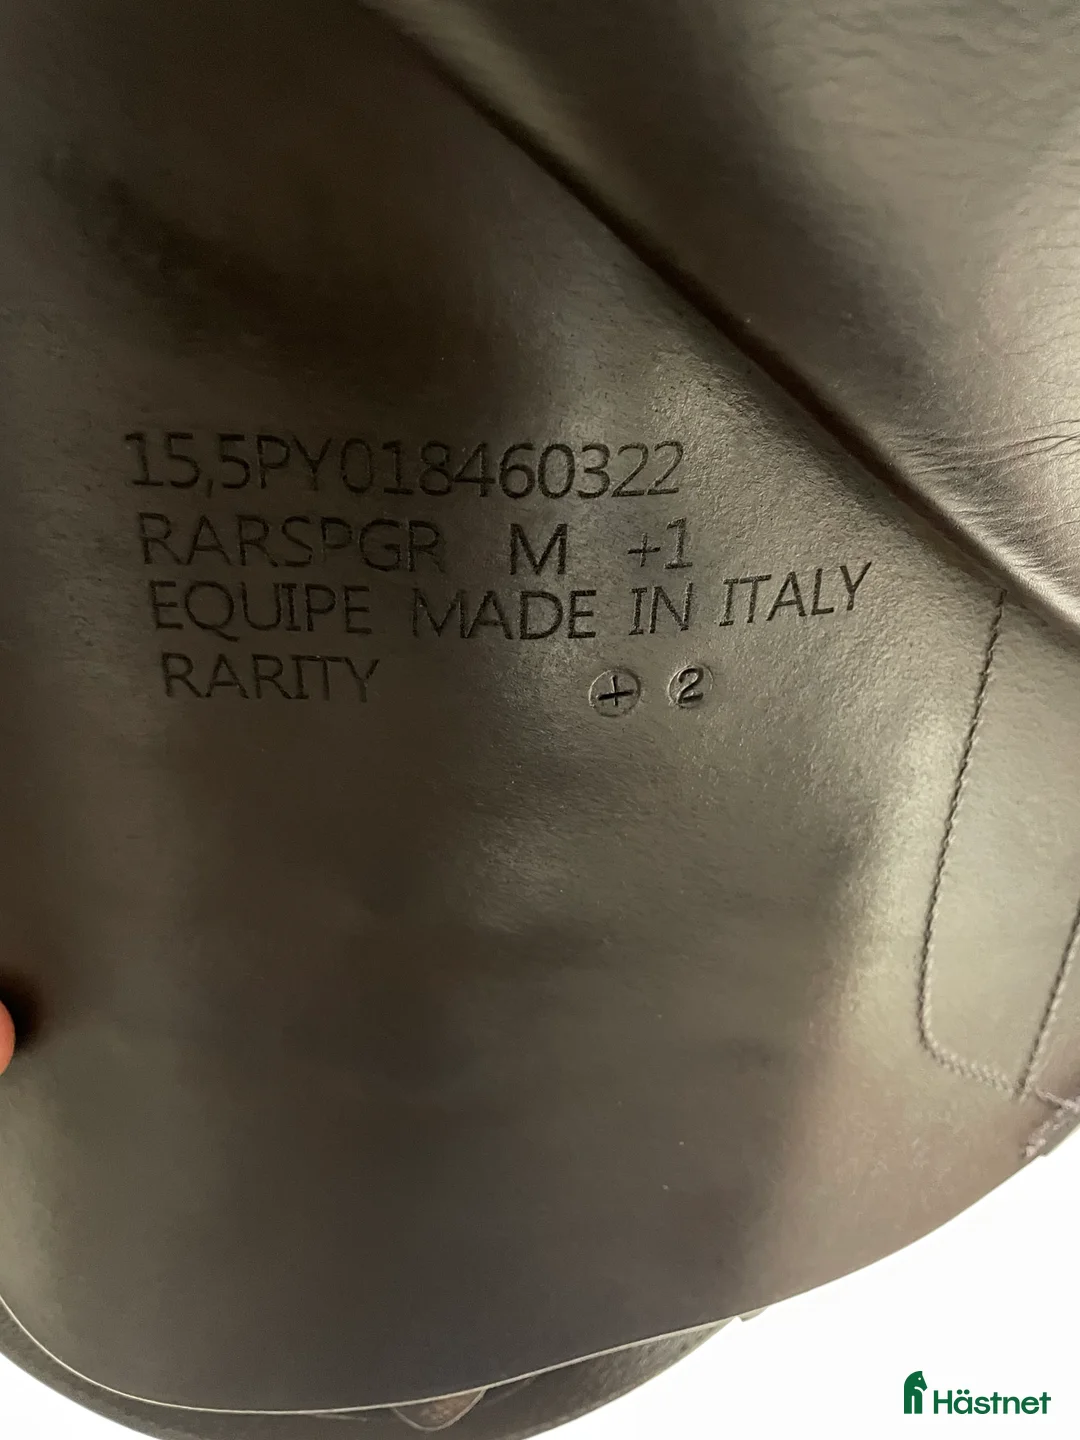 15,5PY018460322
RARSPGR M +1
EQUIPE MADE IN ITALY
RARITY + 2
Hästnet